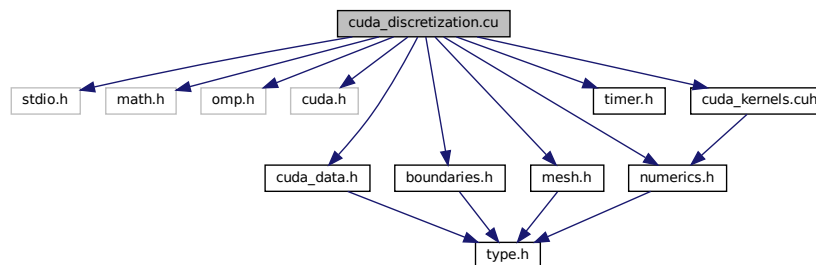 cuda_discretization.cu
stdio.h
math.h
omp.h
cuda.h
timer.h
cuda_kernels.cuh
cuda_data.h
boundaries.h
mesh.h
numerics.h
type.h